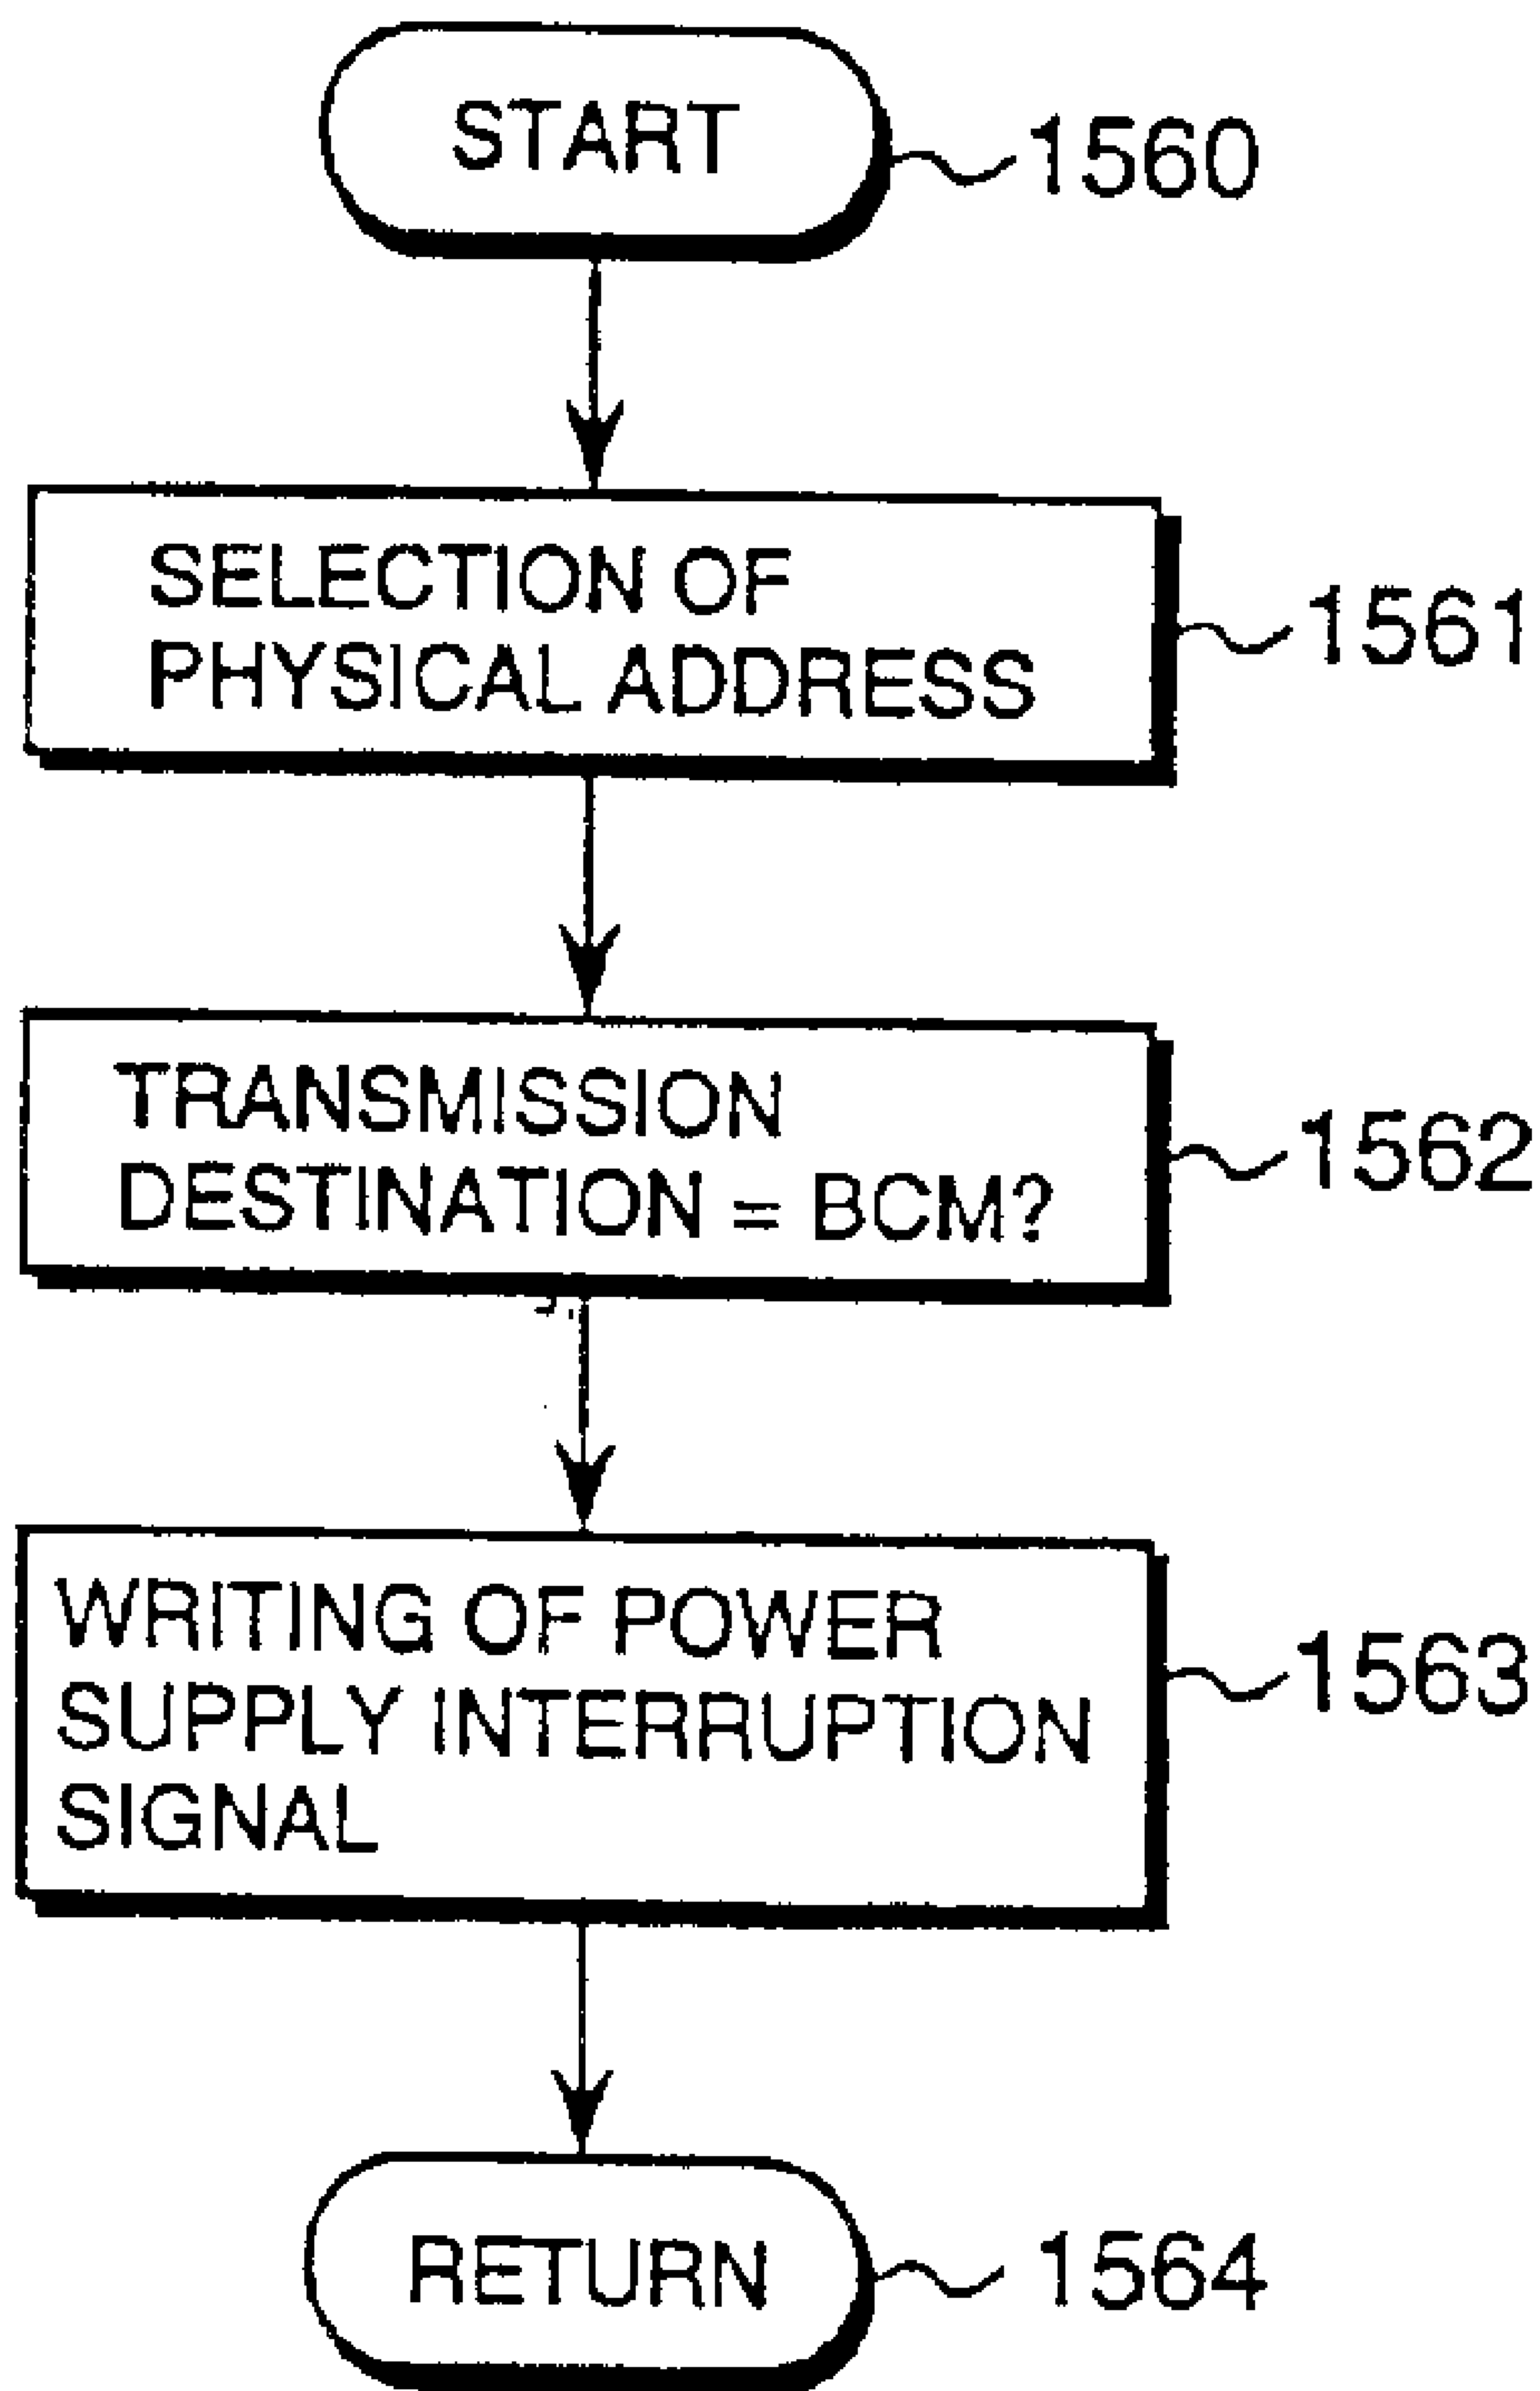 START
1560
SELECTION OF
PHYSICAL ADDRESS
1561
TRANSMISSION
DESTINATION = BCM?
1562
WRITING OF POWER
SUPPLY INTERRUPTION
SIGNAL
1563
RETURN
1564